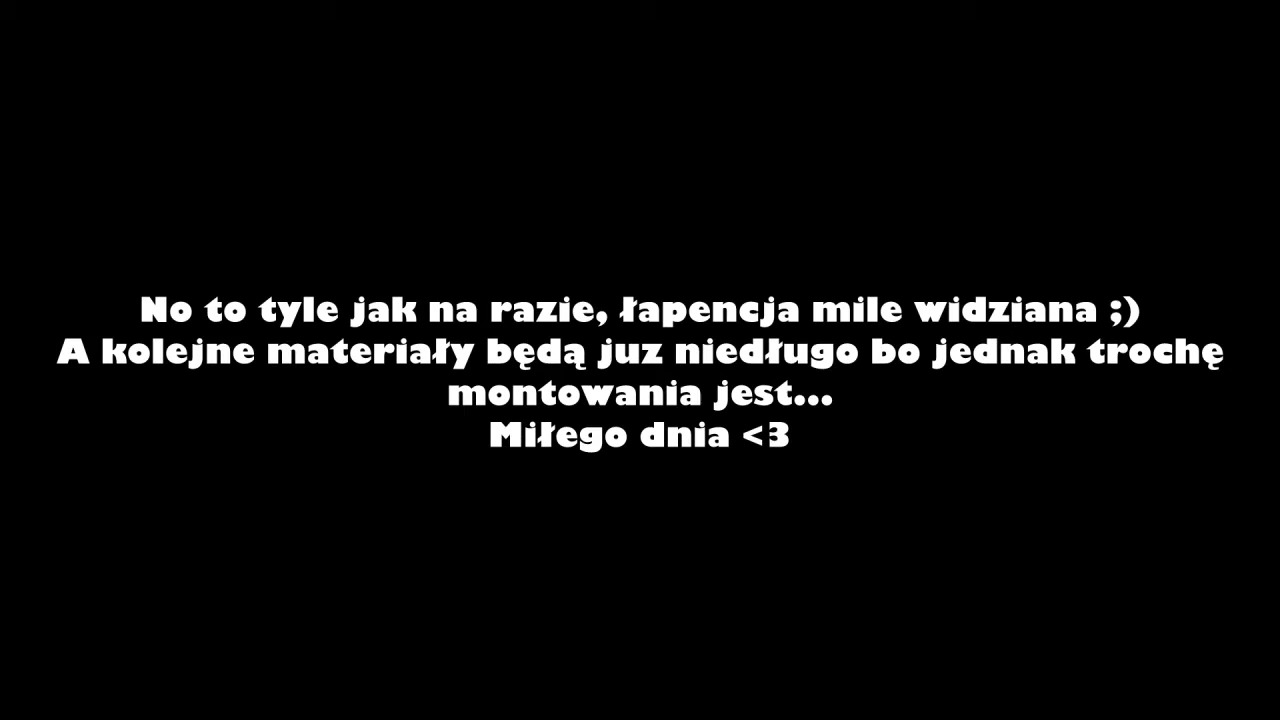 No to tyle jak na razie, łapencja mile widziana ;)
A kolejne materiały będą juz niedługo bo jednak trochę
montowania jest...
Miłego dnia <3